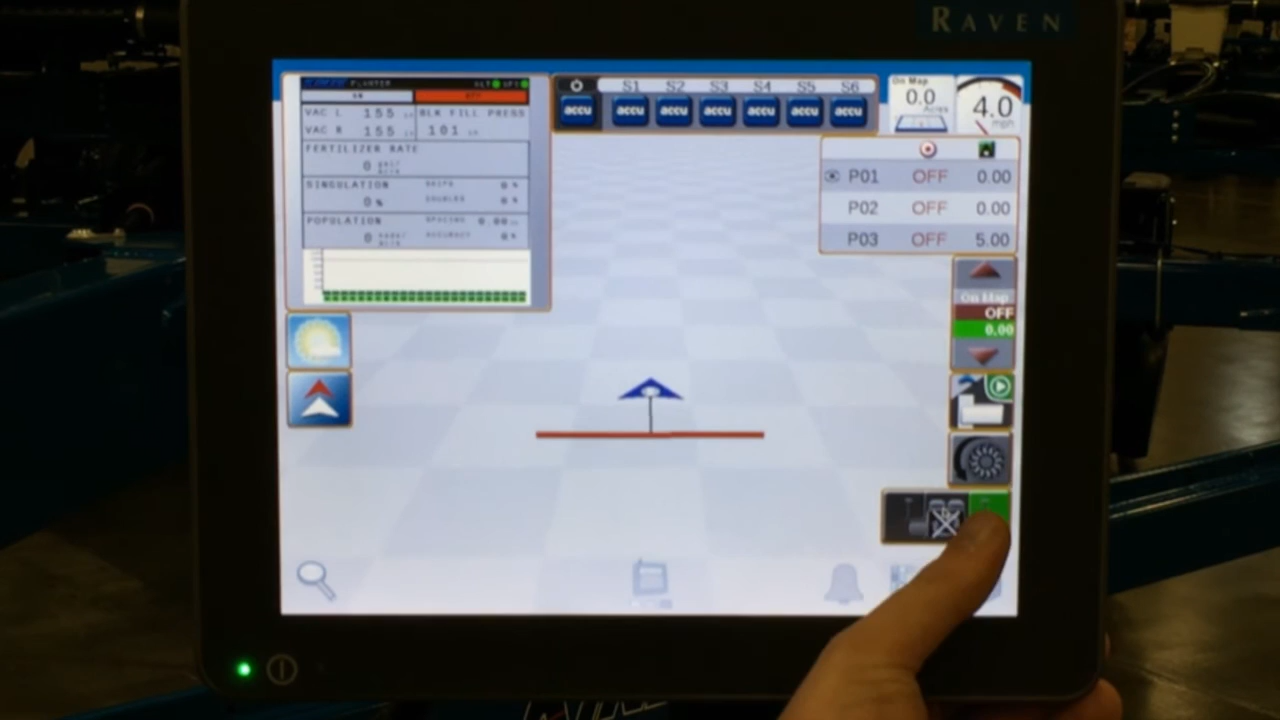 RAVEN
PLANTER
VAC L 155 BLK FILL PRESS
VAC R 155 101
FERTILIZER RATE
0
SINGULATION 0 %
0 %
0 %
POPULATION SPACING 0.00
0
0 %
S1 S2 S3 S4 S5 S6
accu accu accu accu accu accu accu
On Map
0.0
Acres
4.0
mph
P01 OFF 0.00
P02 OFF 0.00
P03 OFF 5.00
On Map
OFF
0.00